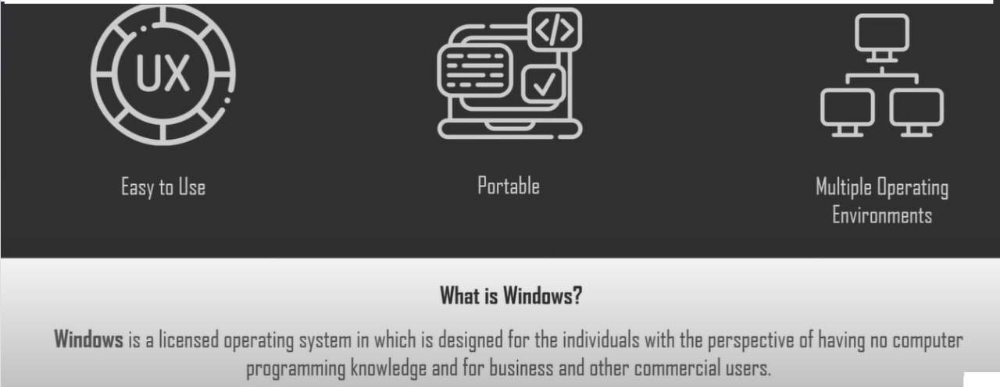 UX
</>
Easy to Use
Portable
Multiple Operating
Environments
What is Windows?
Windows is a licensed operating system in which is designed for the individuals with the perspective of having no computer
programming knowledge and for business and other commercial users.